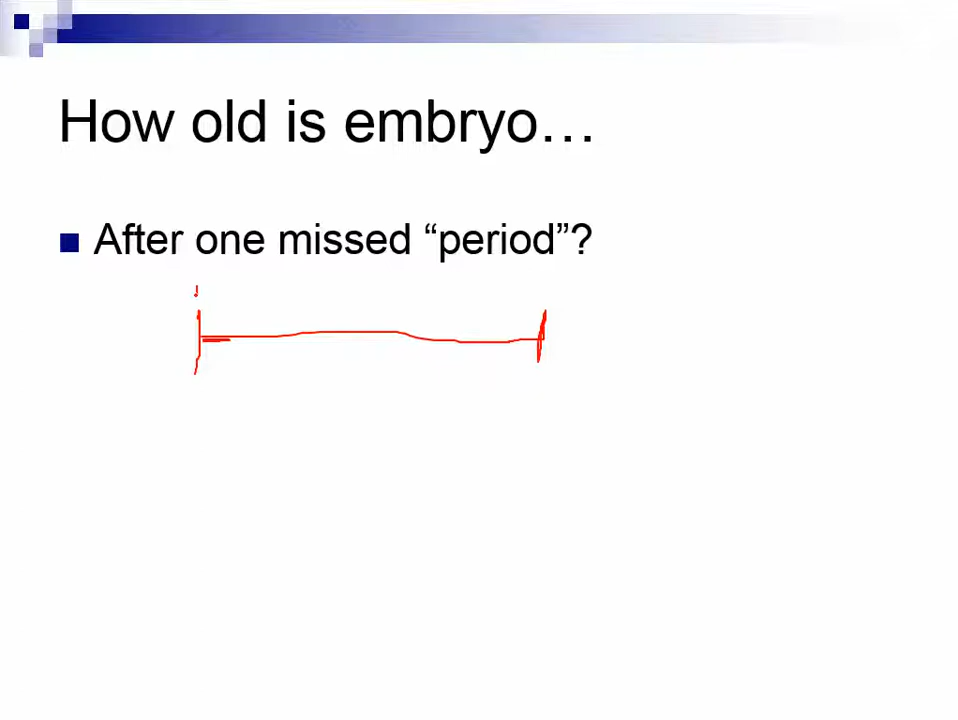 How old is embryo…
After one missed “period”?